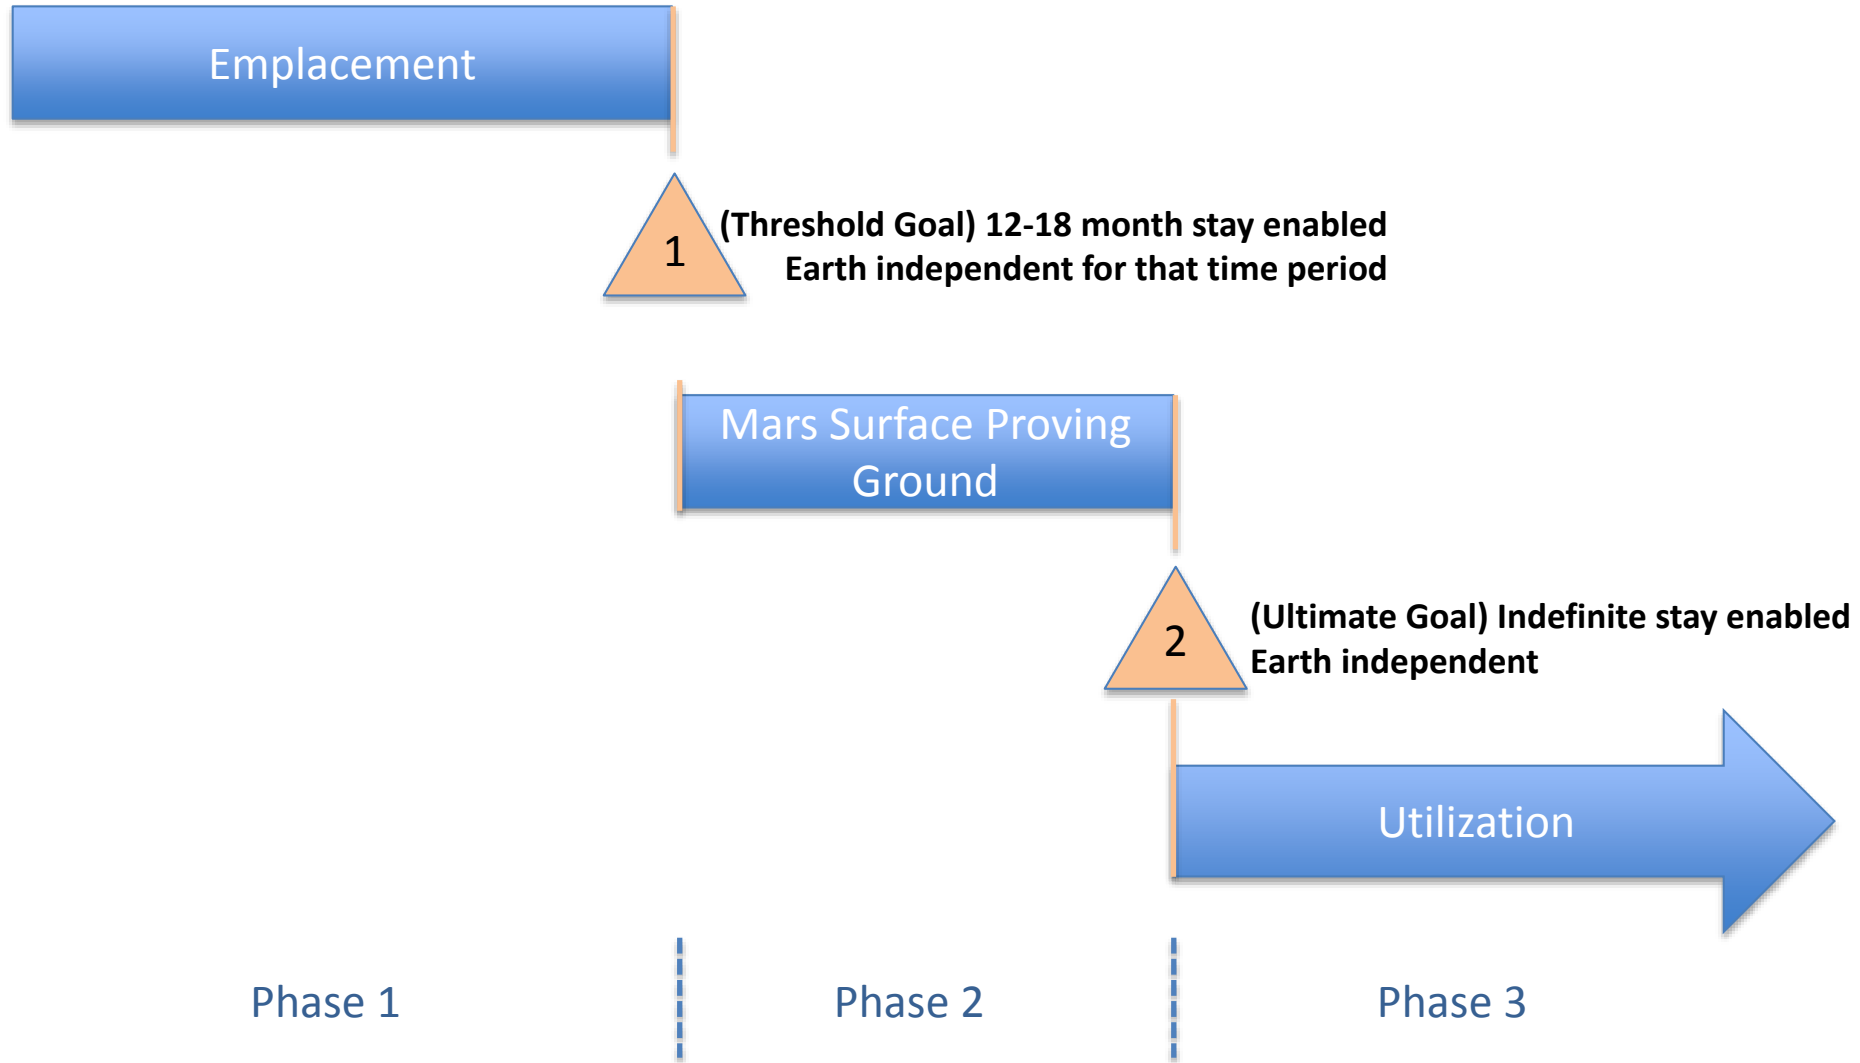 Emplacement
1
(Threshold Goal) 12-18 month stay enabled
Earth independent for that time period
Mars Surface Proving
Ground
2
(Ultimate Goal) Indefinite stay enabled
Earth independent
Utilization
Phase 1
Phase 2
Phase 3